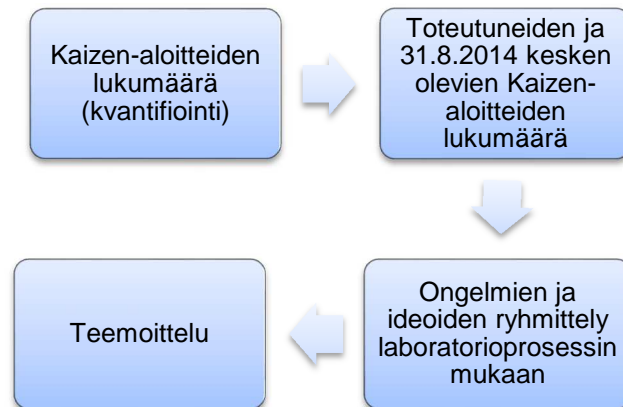 Kaizen-aloitteiden
lukumäärä
(kvantifiointi)
Toteutuneiden ja
31.8.2014 kesken
olevien Kaizen-
aloitteiden
lukumäärä
Ongelmien ja
ideoiden ryhmittely
laboratorioprosessin
mukaan
Teemoittelu